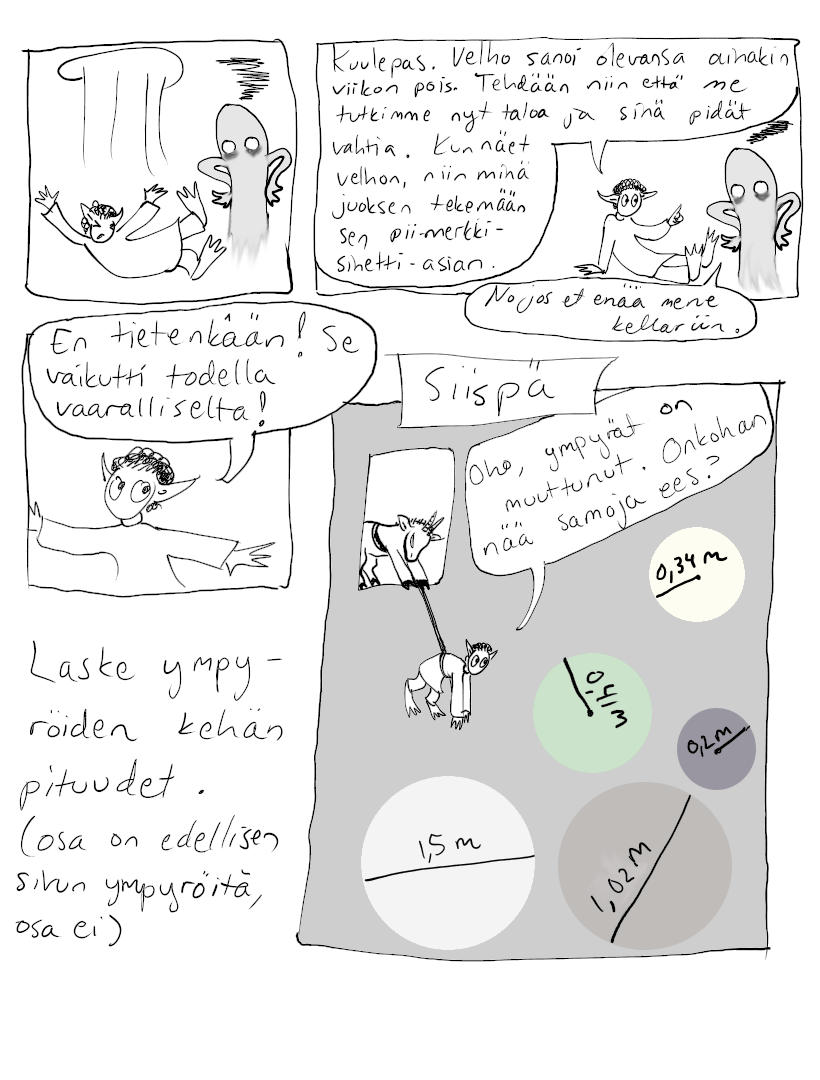 Kuulepas. Velho sanoi olevansa ainakin
viikon pois. Tehdään niin että me
tutkimme nyt taloa ja sinä pidät
vahtia. Kun näet
velhon, niin minä
juoksen tekemään
sen pii-merkki-
sihetti-asian.
No jos et enää mene
kellariin.
En tietenkään! Se
vaikutti todella
vaaralliselta!
Siispä
Oho, ympyrät on
muuttunut. Onkohan
nää samoja ees?
0,34 m
0,4 m
0,2 m
1,5 m
1,02 m
Laske ympy-
röiden kehän
pituudet.
(osa on edellisen
sivun ympyröitä,
osa ei)